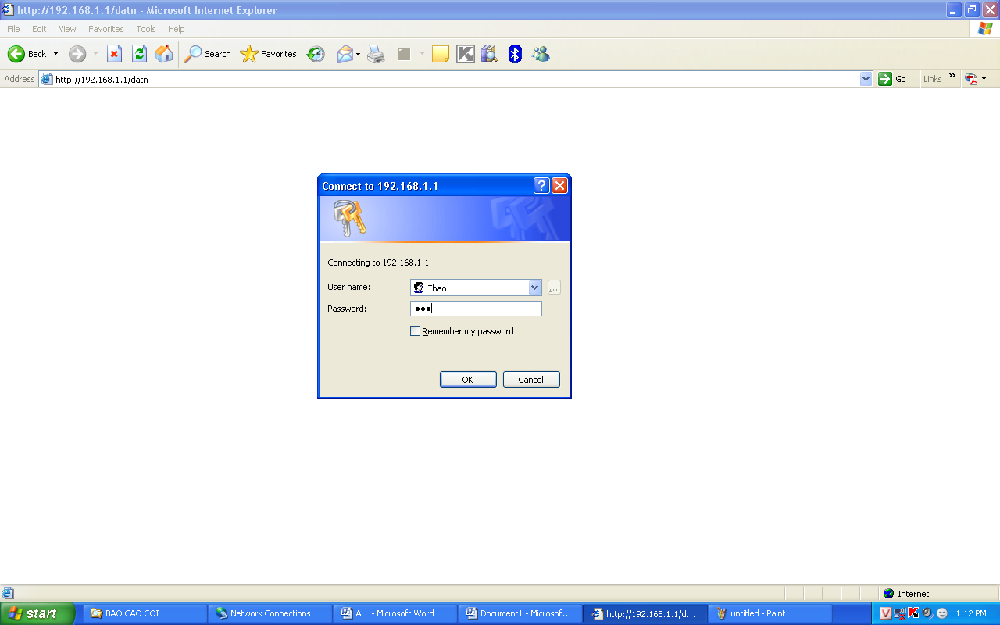 http://192.168.1.1/datn - Microsoft Internet Explorer
File Edit View Favorites Tools Help
Back Search Favorites
Address http://192.168.1.1/datn Go Links
Connect to 192.168.1.1
Connecting to 192.168.1.1
User name: Thao
...
Password:
Remember my password
OK Cancel
Internet
start BAO CAO COI Network Connections ALL - Microsoft Word Document1 - Microsof... http://192.168.1.1/d... untitled - Paint V 1:12 PM